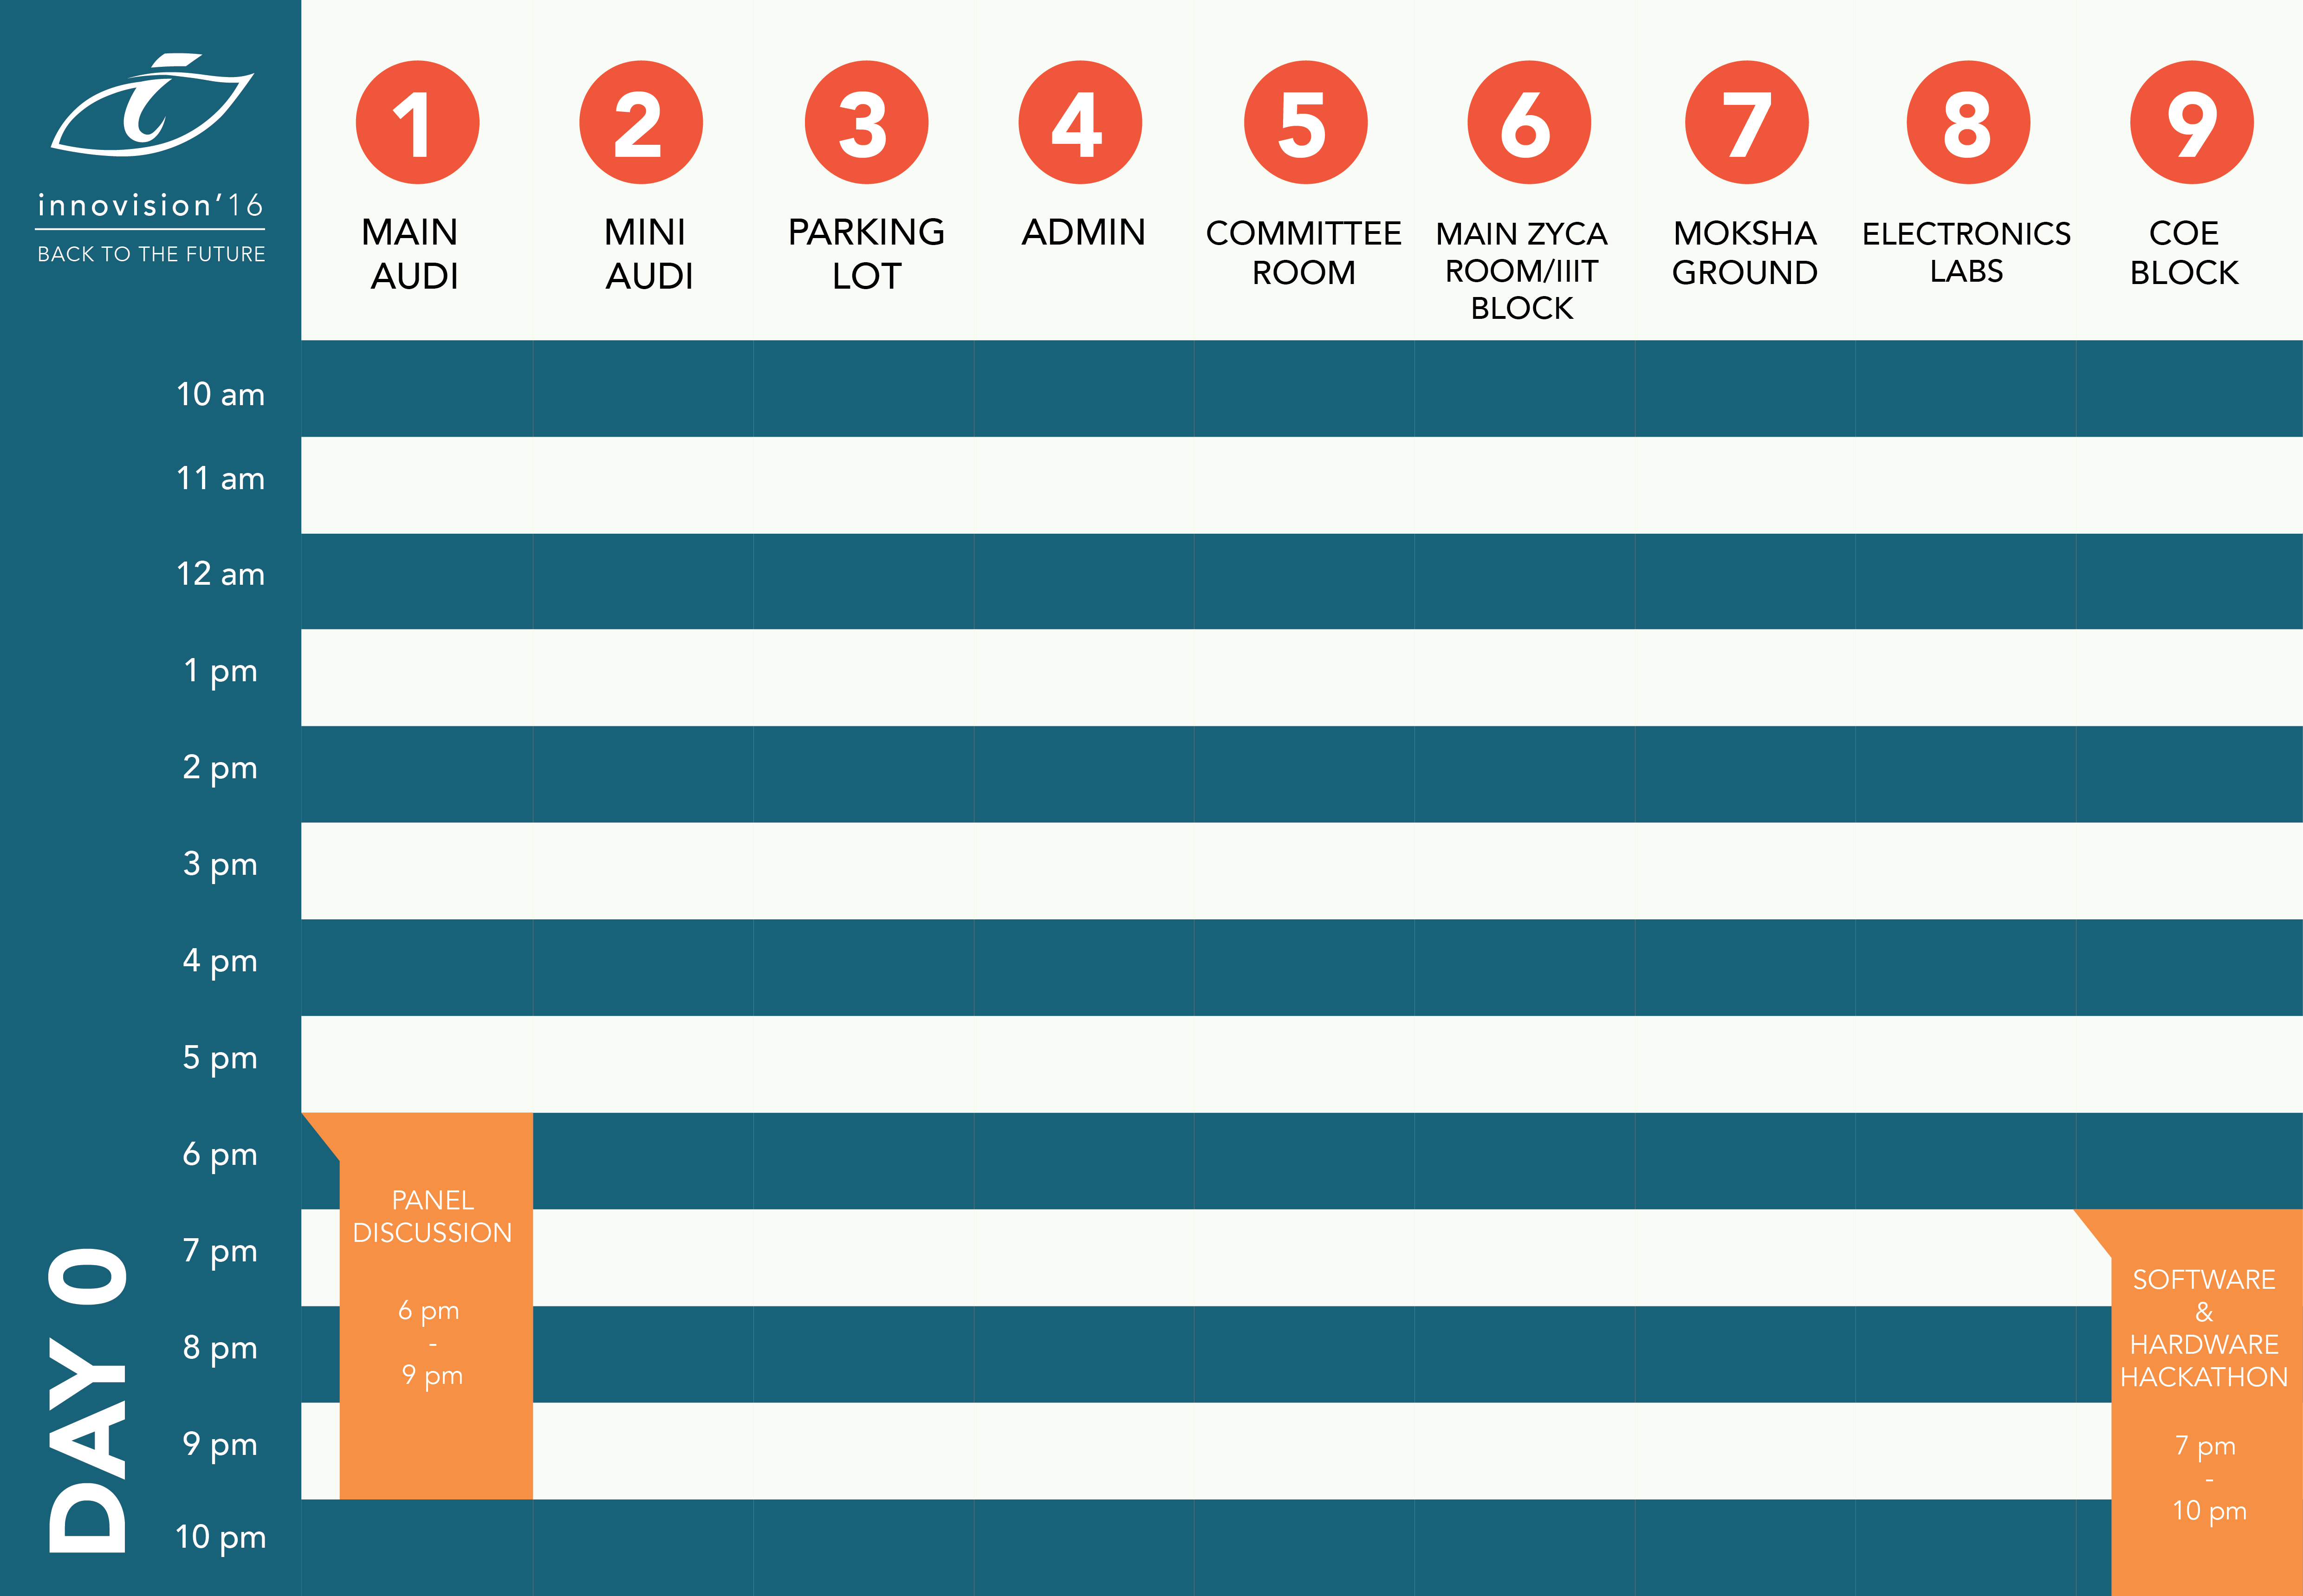 innovision'16
BACK TO THE FUTURE
1
MAIN
AUDI
2
MINI
AUDI
3
PARKING
LOT
4
ADMIN
5
COMMITTEE
ROOM
6
MAIN ZYCA
ROOM/IIIT
BLOCK
7
MOKSHA
GROUND
8
ELECTRONICS
LABS
9
COE
BLOCK
DAY 0
10 am
11 am
12 am
1 pm
2 pm
3 pm
4 pm
5 pm
6 pm
7 pm
8 pm
9 pm
10 pm
PANEL
DISCUSSION
6 pm
-
9 pm
SOFTWARE
&
HARDWARE
HACKATHON
7 pm
-
10 pm